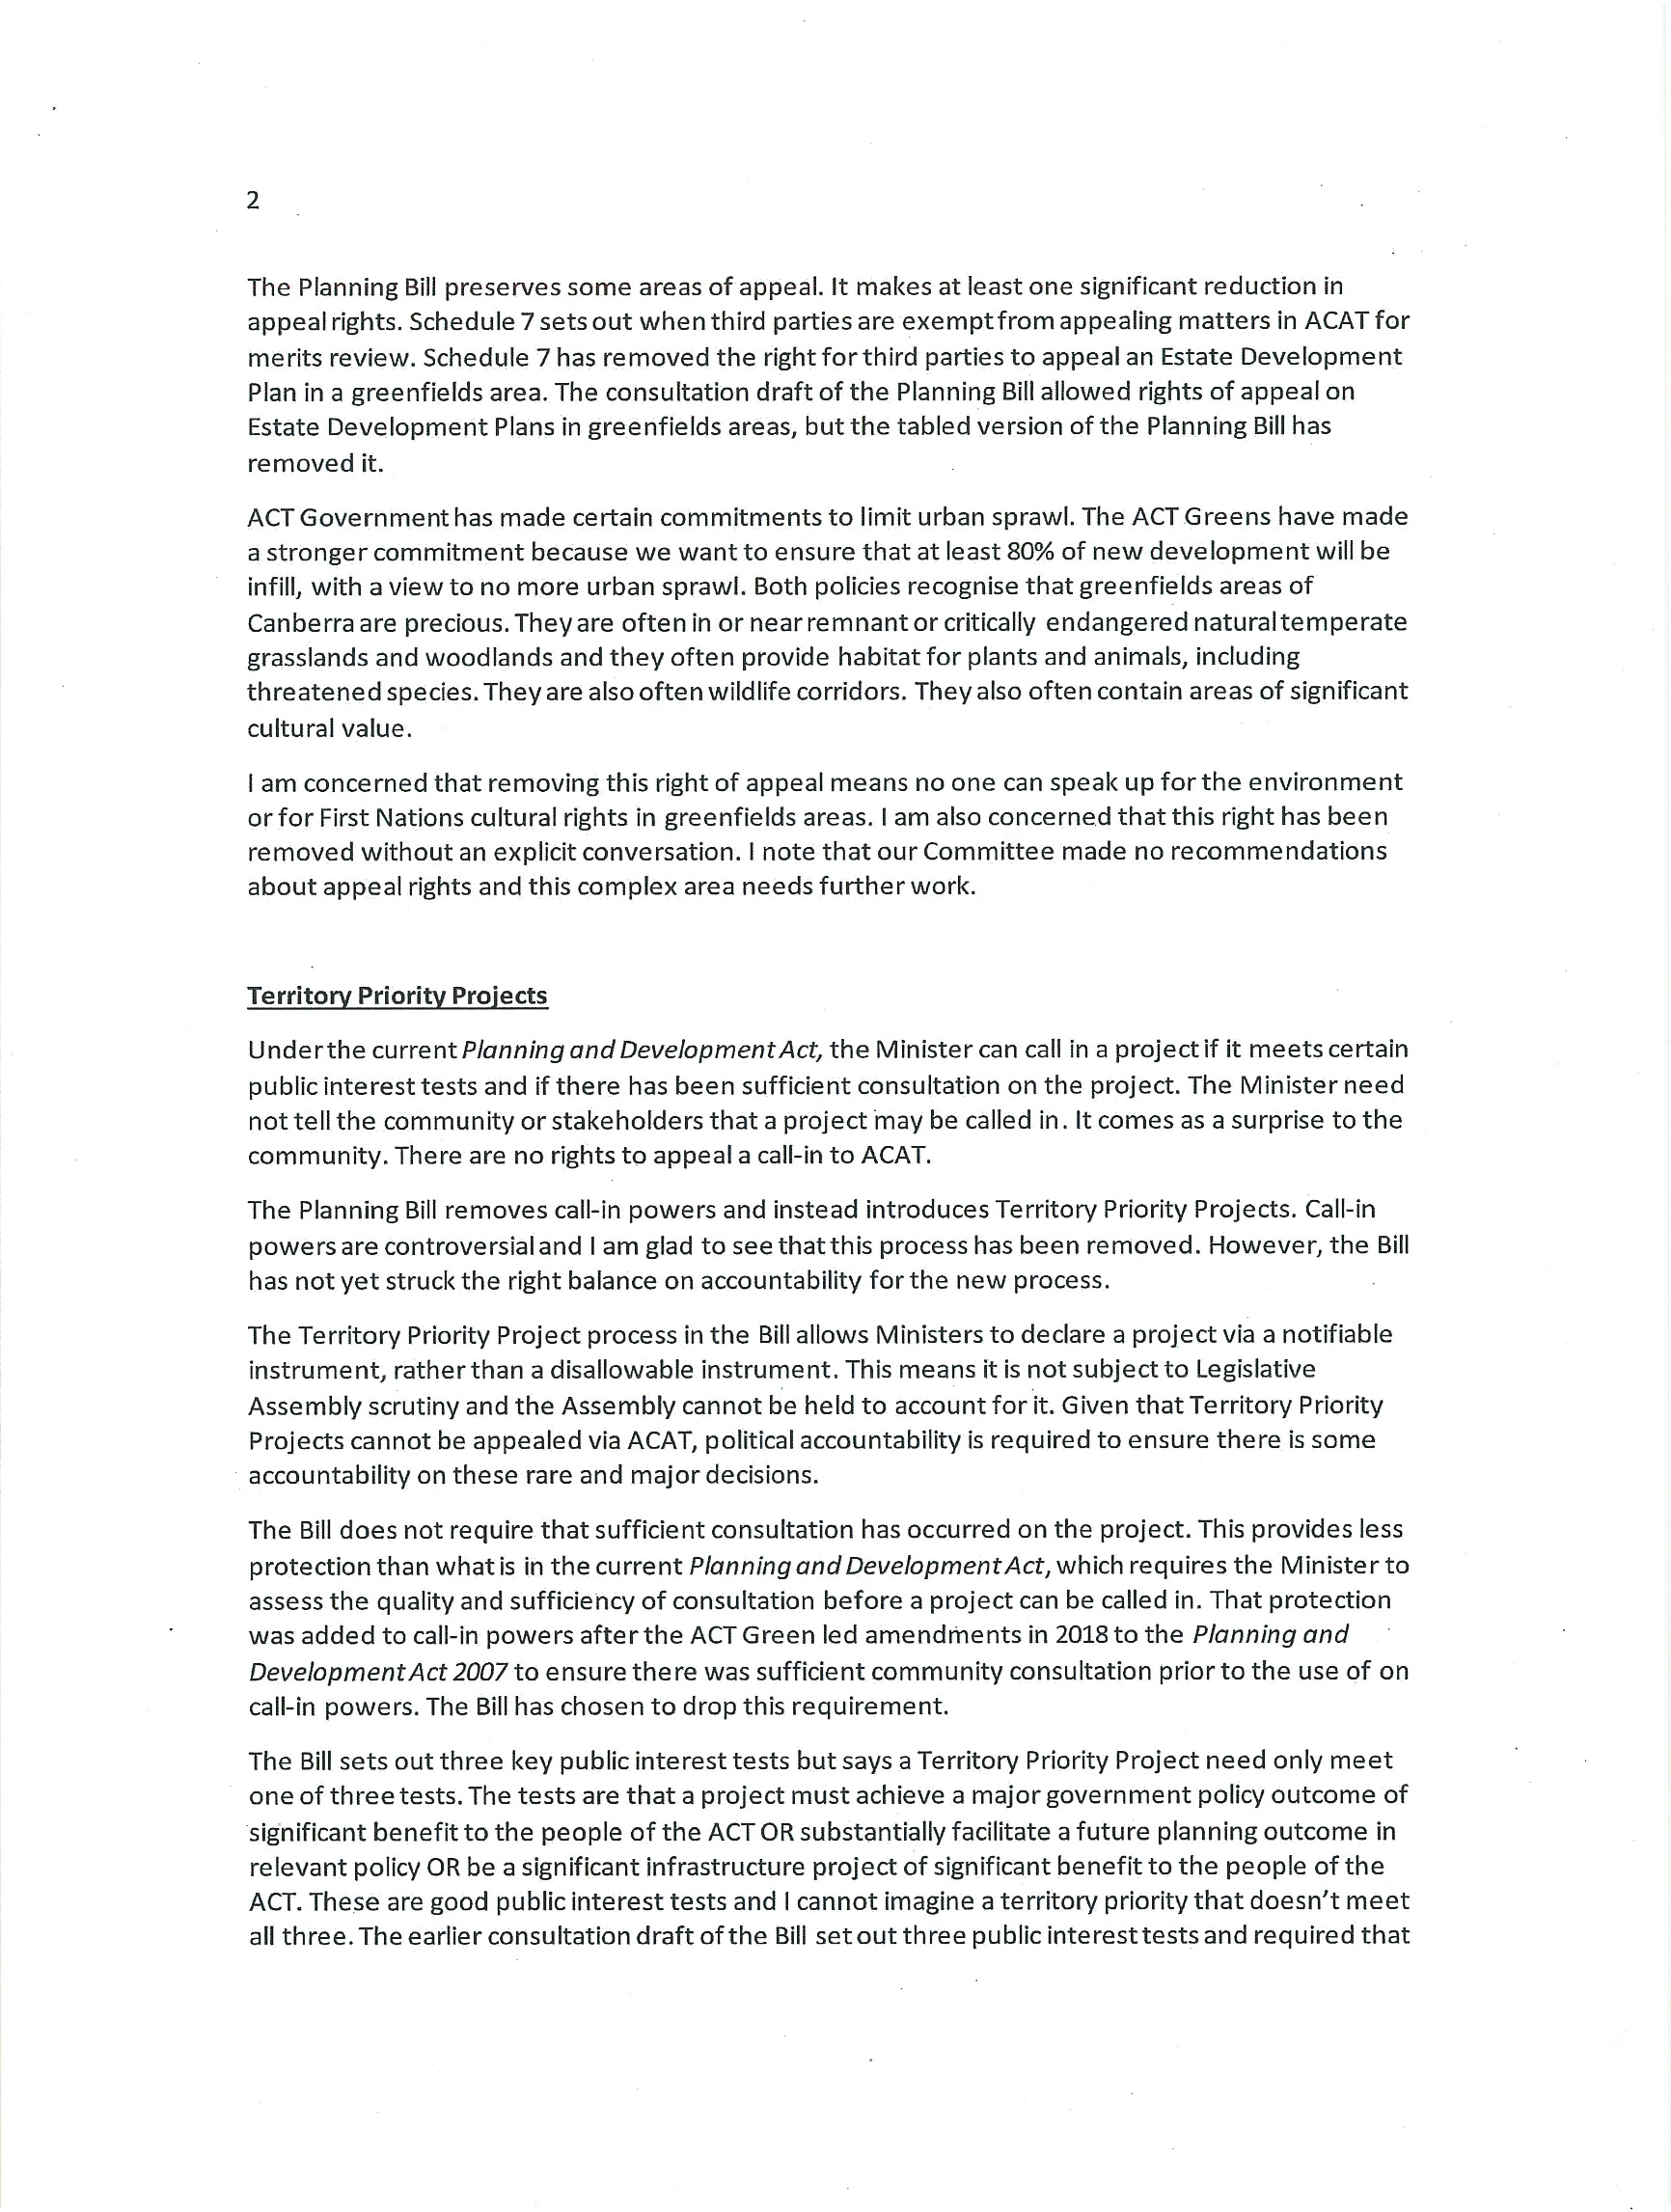 2
The Planning Bill preserves some areas of appeal. It makes at least one significant reduction in
appeal rights. Schedule 7 sets out when third parties are exempt from appealing matters in ACAT for
merits review. Schedule 7 has removed the right for third parties to appeal an Estate Development
Plan in a greenfields area. The consultation draft of the Planning Bill allowed rights of appeal on
Estate Development Plans in greenfields areas, but the tabled version of the Planning Bill has
removed it.
ACT Government has made certain commitments to limit urban sprawl. The ACT Greens have made
a stronger commitment because we want to ensure that at least 80% of new development will be
infill, with a view to no more urban sprawl. Both policies recognise that greenfields areas of
Canberra are precious. They are often in or near remnant or critically endangered natural temperate
grasslands and woodlands and they often provide habitat for plants and animals, including
threatened species. They are also often wildlife corridors. They also often contain areas of significant
cultural value.
I am concerned that removing this right of appeal means no one can speak up for the environment
or for First Nations cultural rights in greenfields areas. I am also concerned that this right has been
removed without an explicit conversation. I note that our Committee made no recommendations
about appeal rights and this complex area needs further work.
Territory Priority Projects
Under the current Planning and Development Act, the Minister can call in a project if it meets certain
public interest tests and if there has been sufficient consultation on the project. The Minister need
not tell the community or stakeholders that a project may be called in. It comes as a surprise to the
community. There are no rights to appeal a call-in to ACAT.
The Planning Bill removes call-in powers and instead introduces Territory Priority Projects. Call-in
powers are controversial and I am glad to see that this process has been removed. However, the Bill
has not yet struck the right balance on accountability for the new process.
The Territory Priority Project process in the Bill allows Ministers to declare a project via a notifiable
instrument, rather than a disallowable instrument. This means it is not subject to Legislative
Assembly scrutiny and the Assembly cannot be held to account for it. Given that Territory Priority
Projects cannot be appealed via ACAT, political accountability is required to ensure there is some
accountability on these rare and major decisions.
The Bill does not require that sufficient consultation has occurred on the project. This provides less
protection than what is in the current Planning and Development Act, which requires the Minister to
assess the quality and sufficiency of consultation before a project can be called in. That protection
was added to call-in powers after the ACT Green led amendments in 2018 to the Planning and
Development Act 2007 to ensure there was sufficient community consultation prior to the use of on
call-in powers. The Bill has chosen to drop this requirement.
The Bill sets out three key public interest tests but says a Territory Priority Project need only meet
one of three tests. The tests are that a project must achieve a major government policy outcome of
significant benefit to the people of the ACT OR substantially facilitate a future planning outcome in
relevant policy OR be a significant infrastructure project of significant benefit to the people of the
ACT. These are good public interest tests and I cannot imagine a territory priority that doesn't meet
all three. The earlier consultation draft of the Bill set out three public interest tests and required that